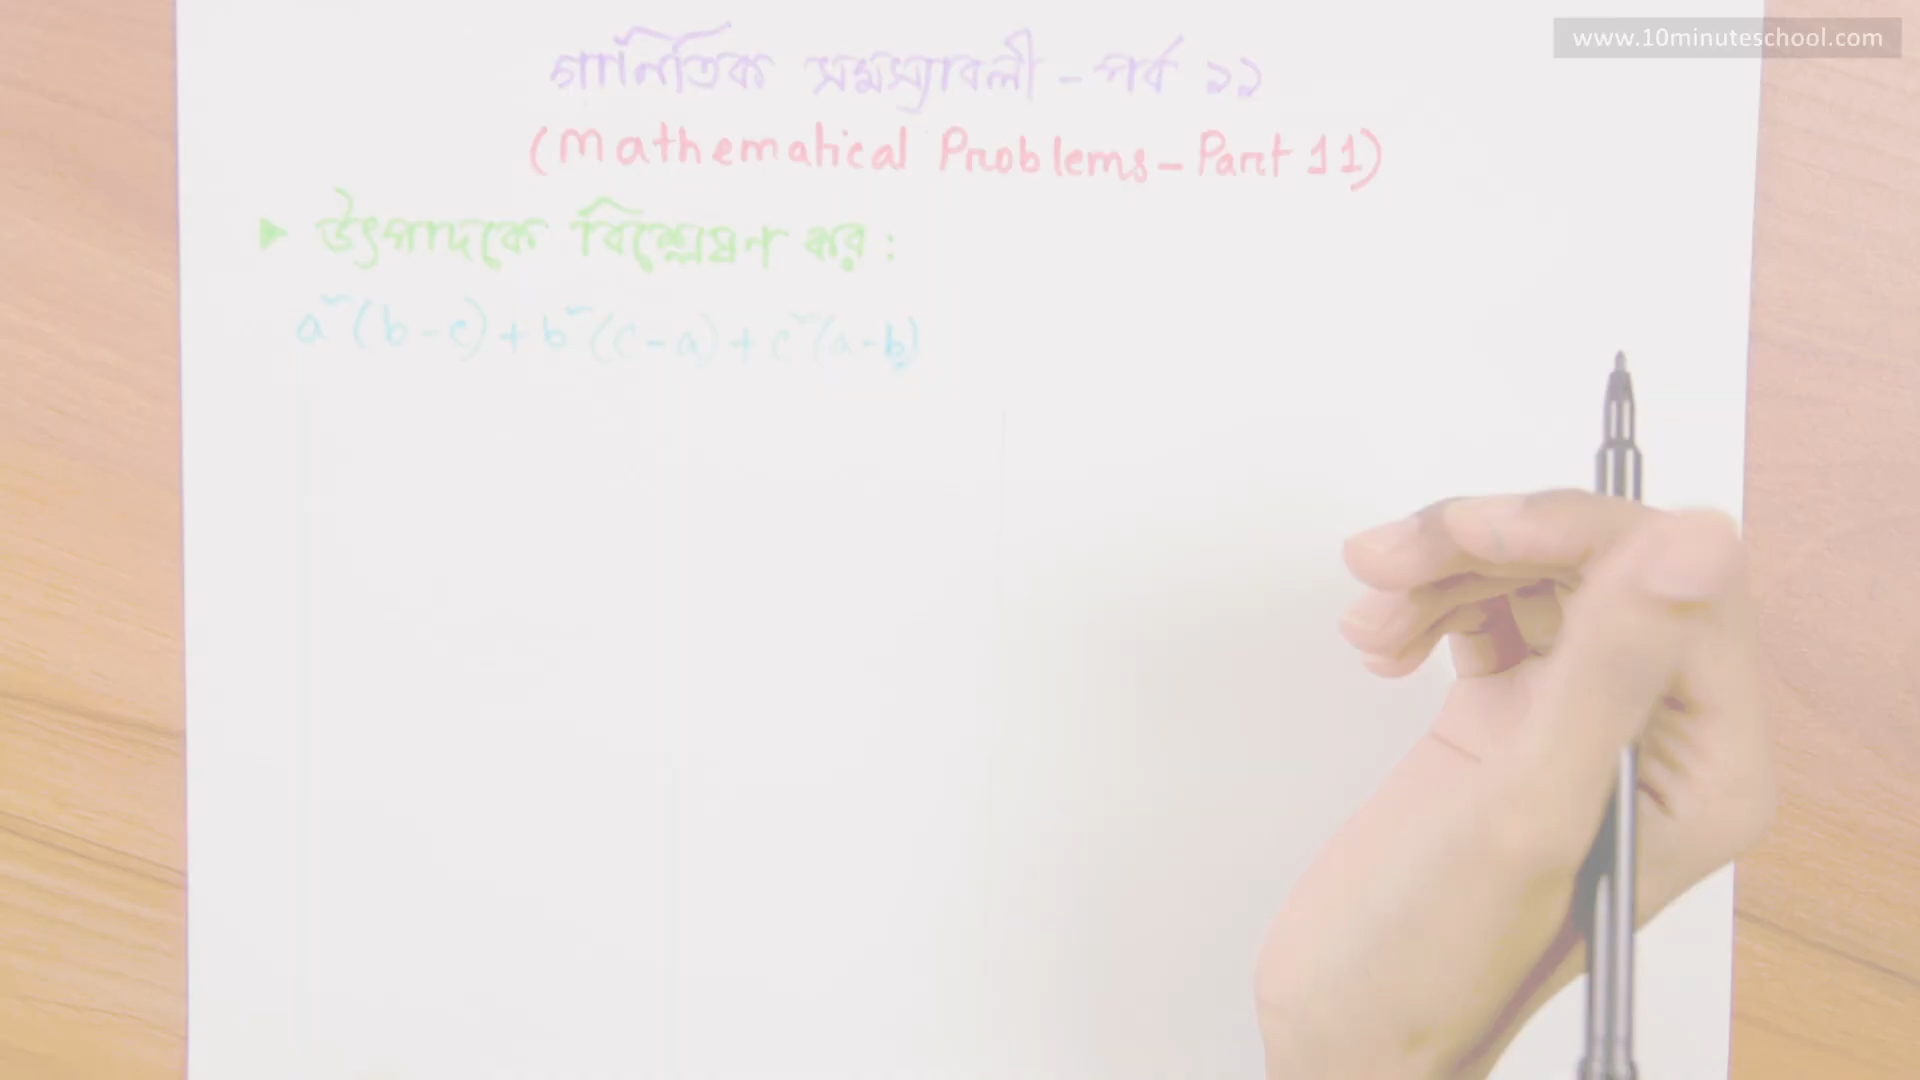 www.10minuteschool.com
গাণিতিক সমস্যাবলী - পর্ব ১১
(Mathematical Problems - Part 11)
▶ উৎপাদকে বিশ্লেষণ কর :
a²(b-c)+b²(c-a)+c²(a-b)